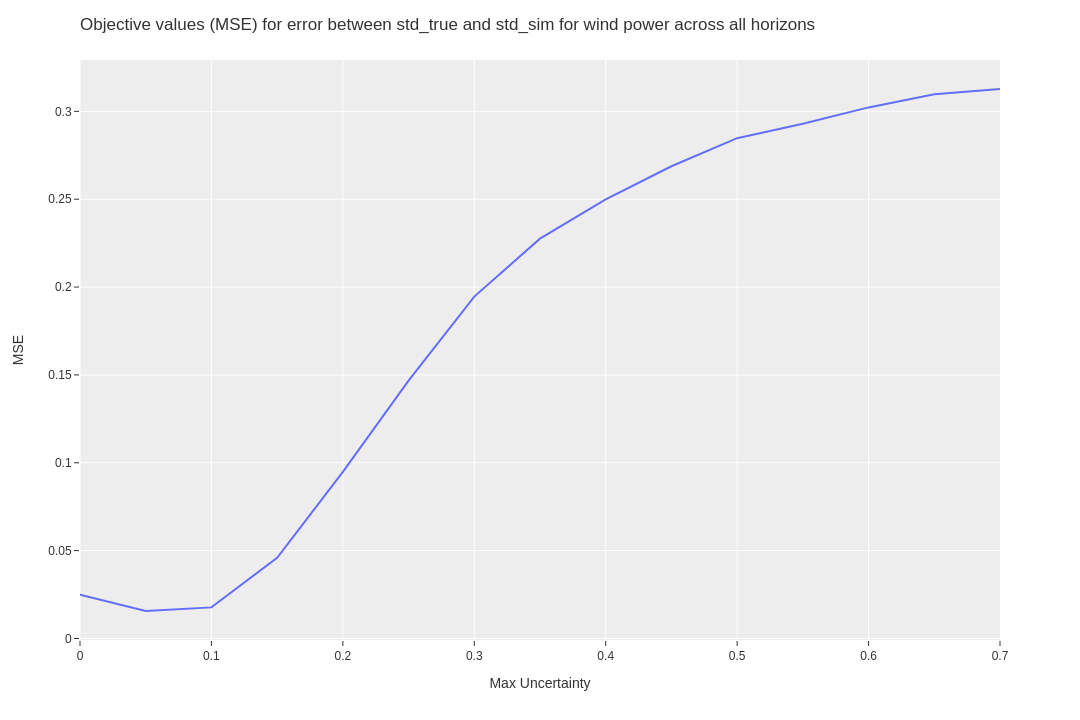 Objective values (MSE) for error between std_true and std_sim for wind power across all horizons
MSE
0.3
0.25
0.2
0.15
0.1
0.05
0
0 0.1 0.2 0.3 0.4 0.5 0.6 0.7
Max Uncertainty